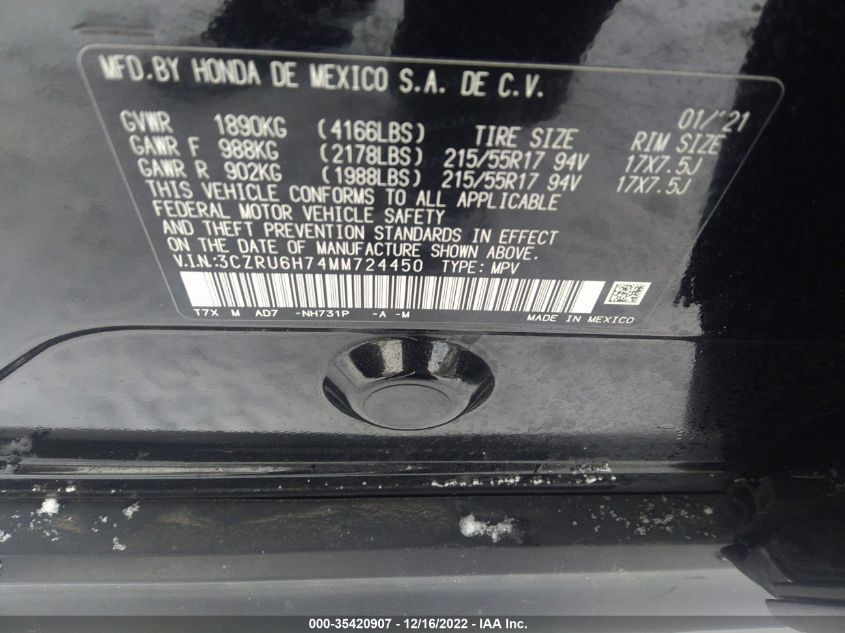 MFD.BY HONDA DE MEXICO S.A. DE C.V.
01/'21
GVWR 1890KG (4166LBS) TIRE SIZE RIM SIZE
GAWR F 988KG (2178LBS) 215/55R17 94V 17X7.5J
GAWR R 902KG (1988LBS) 215/55R17 94V 17X7.5J
THIS VEHICLE CONFORMS TO ALL APPLICABLE
FEDERAL MOTOR VEHICLE SAFETY
AND THEFT PREVENTION STANDARDS IN EFFECT
ON THE DATE OF MANUFACTURE SHOWN ABOVE.
V.I.N:3CZRU6H74MM724450 TYPE: MPV
T7X M AD7 -NH731P -A -M
MADE IN MEXICO
000-35420907 - 12/16/2022 - IAA Inc.